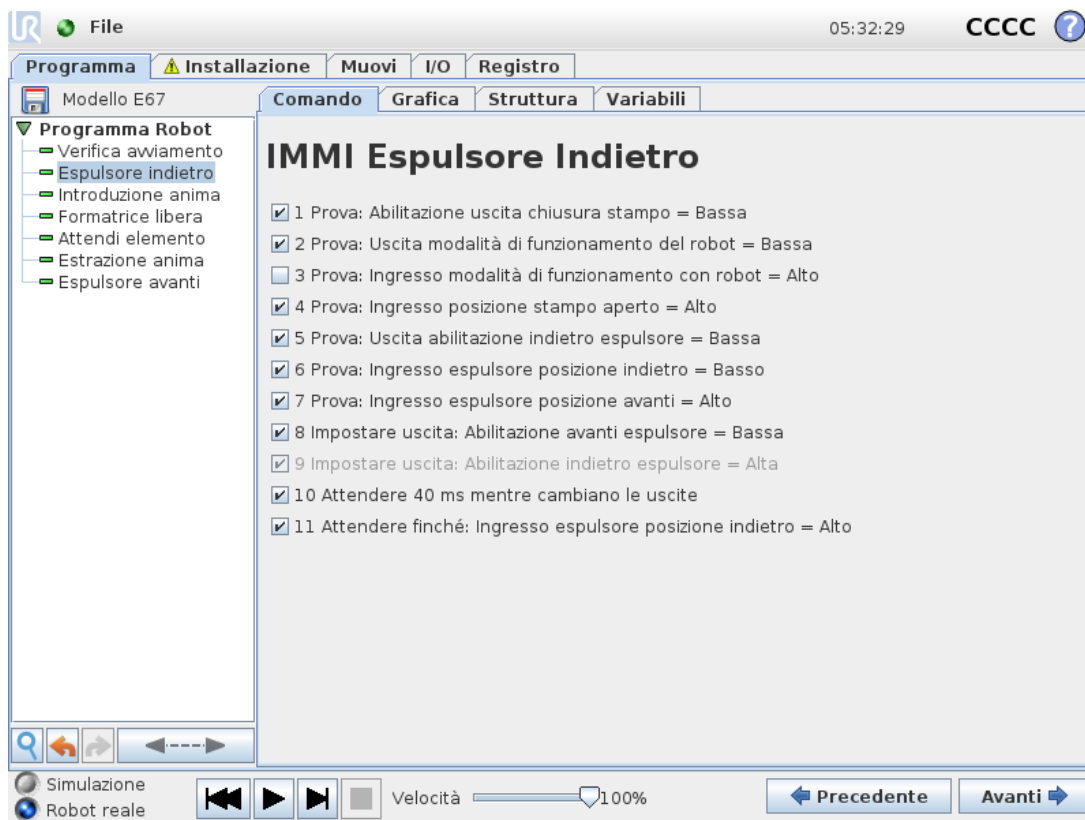 UR File 05:32:29 CCCC ?
Programma Installazione Muovi I/O Registro
Modello E67 Comando Grafica Struttura Variabili
Programma Robot
Verifica avviamento
Espulsore indietro
Introduzione anima
Formatrice libera
Attendi elemento
Estrazione anima
Espulsore avanti
IMMI Espulsore Indietro
1 Prova: Abilitazione uscita chiusura stampo = Bassa
2 Prova: Uscita modalità di funzionamento del robot = Bassa
3 Prova: Ingresso modalità di funzionamento con robot = Alto
4 Prova: Ingresso posizione stampo aperto = Alto
5 Prova: Uscita abilitazione indietro espulsore = Bassa
6 Prova: Ingresso espulsore posizione indietro = Basso
7 Prova: Ingresso espulsore posizione avanti = Alto
8 Impostare uscita: Abilitazione avanti espulsore = Bassa
9 Impostare uscita: Abilitazione indietro espulsore = Alta
10 Attendere 40 ms mentre cambiano le uscite
11 Attendere finché: Ingresso espulsore posizione indietro = Alto
Simulazione
Robot reale
Velocità 100%
Precedente Avanti